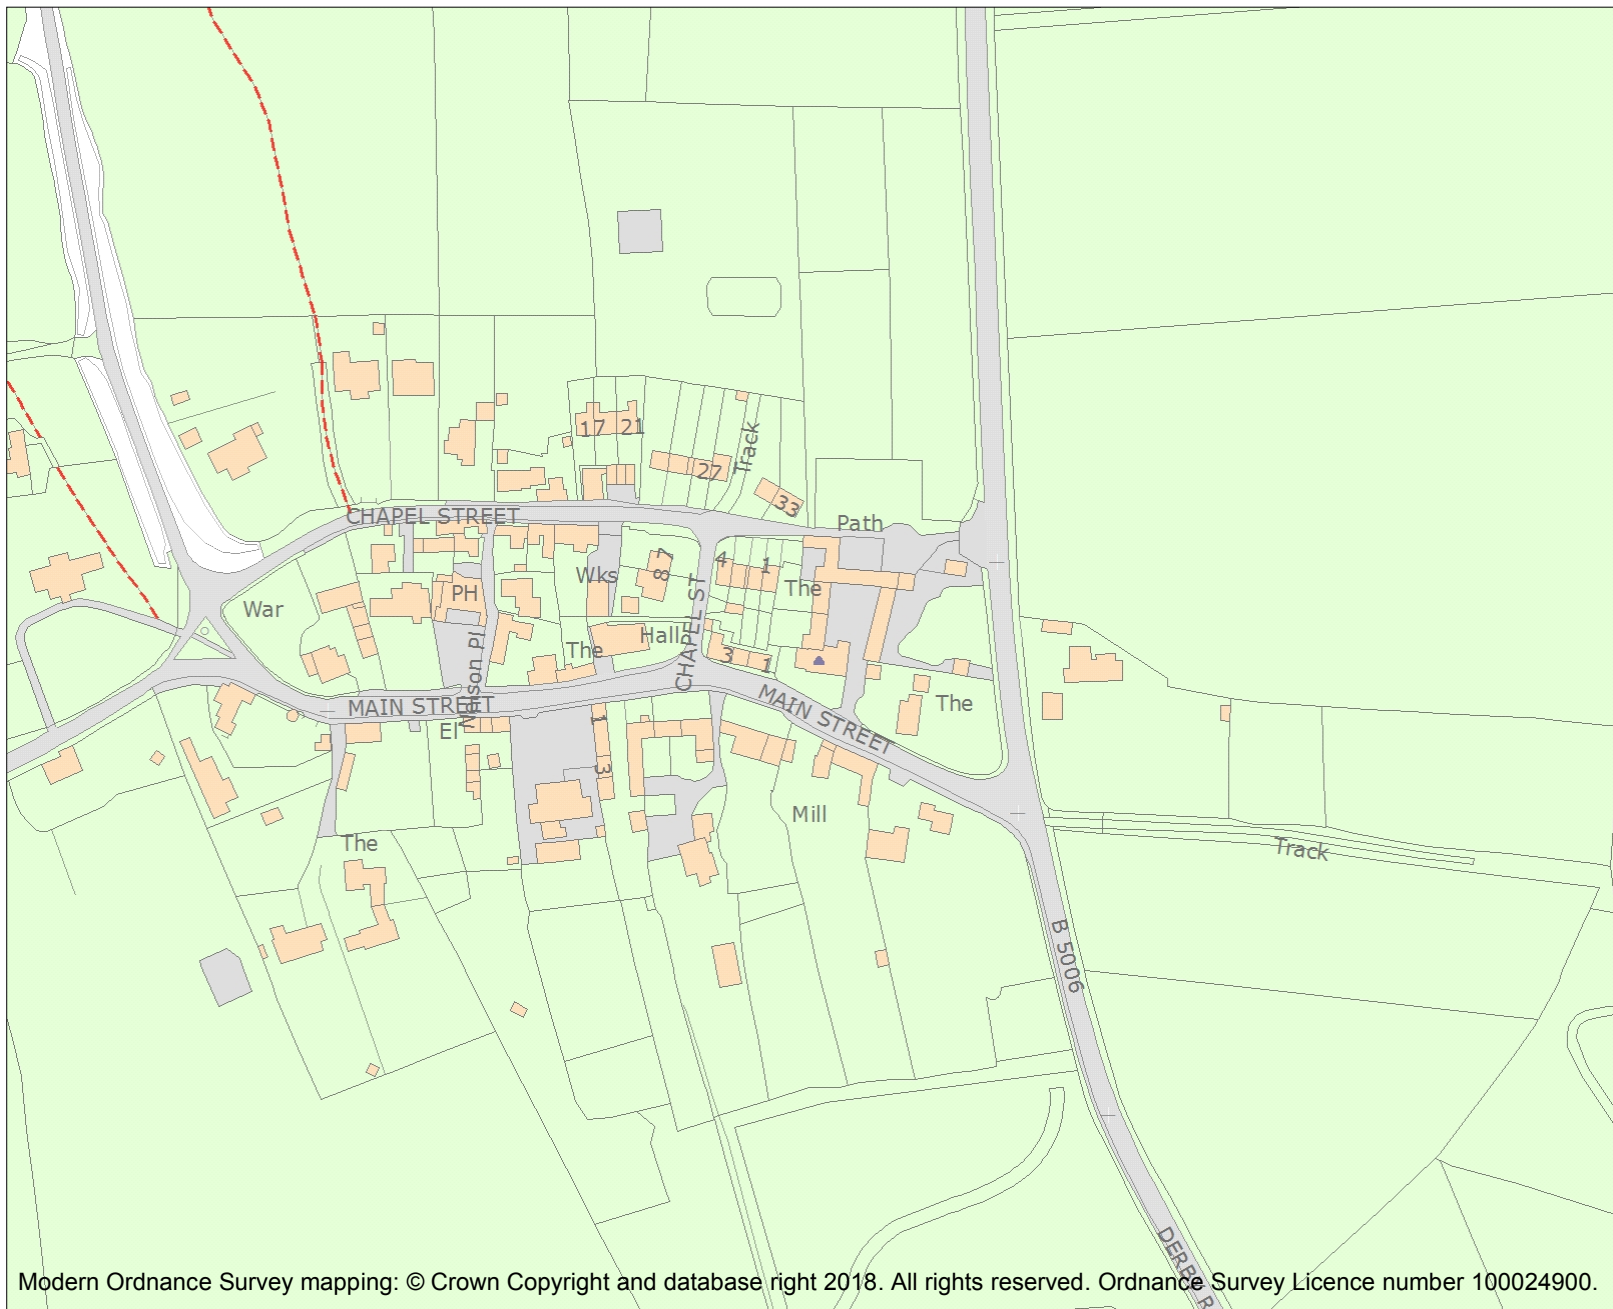 17
21
Track
27
33
CHAPEL STREET
Path
4
1
7
8
Wks
PH
The
War
CHAPEL ST
Hall
The
3
1
Nelson Pl
The
MAIN STREET
MAIN STREET
El
1
3
Mill
The
Track
B 5006
Modern Ordnance Survey mapping: © Crown Copyright and database right 2018. All rights reserved. Ordnance Survey Licence number 100024900.